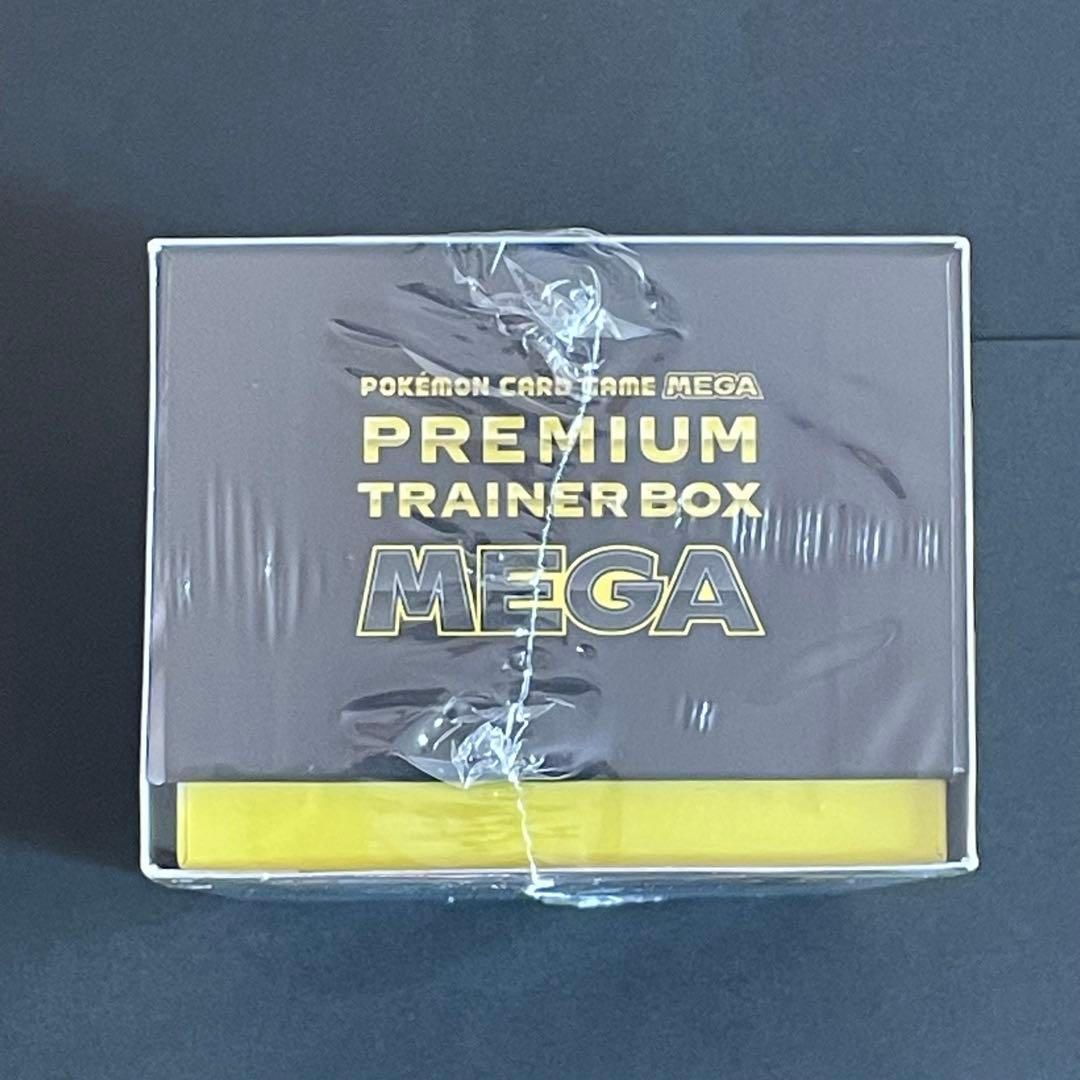 POKÉMON CARD GAME MEGA
PREMIUM
TRAINER BOX
MEGA